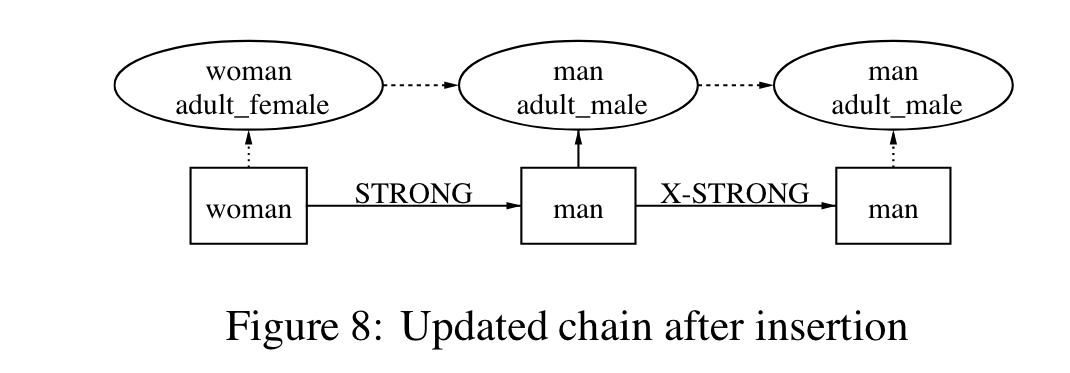 woman
adult_female
man
adult_male
man
adult_male
STRONG
X-STRONG
woman
man
man
Figure 8: Updated chain after insertion